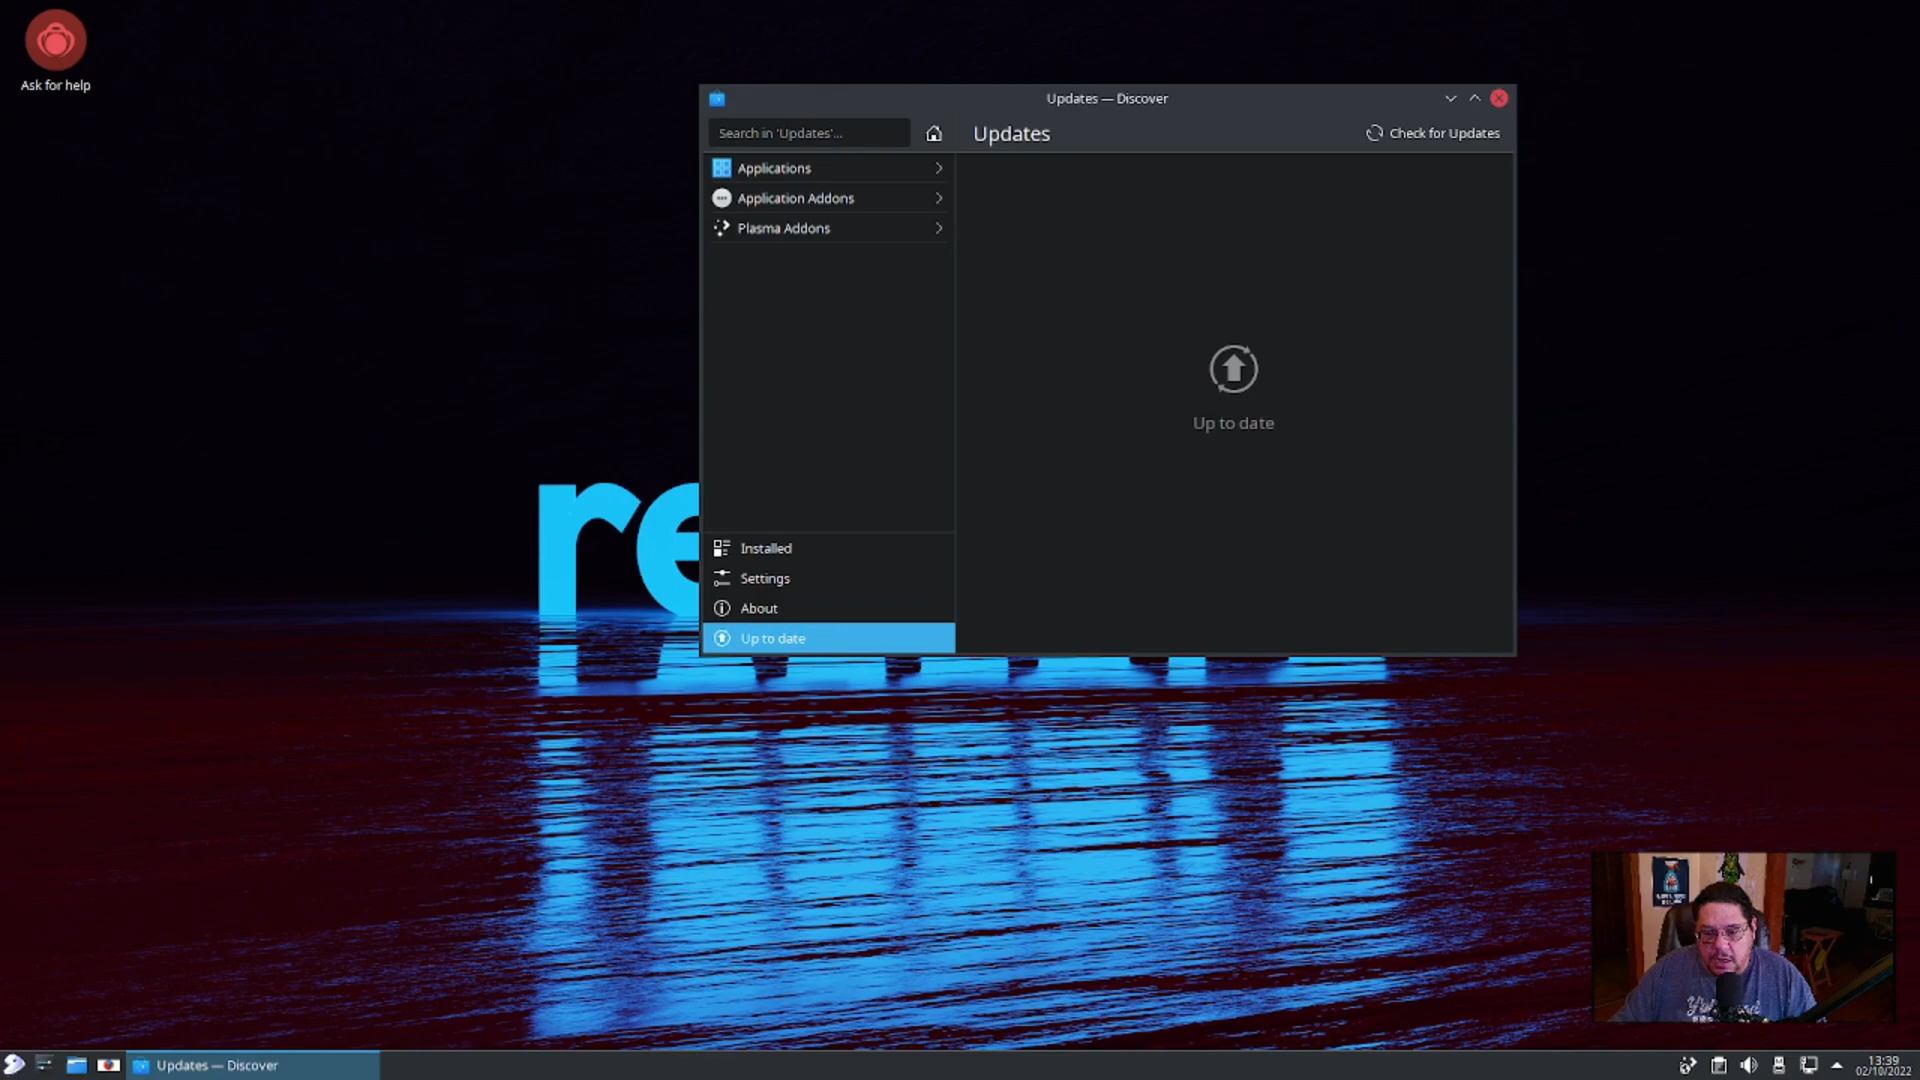 Ask for help
Updates — Discover
Search in 'Updates'...
Updates
Check for Updates
Applications
Application Addons
Plasma Addons
Up to date
re
Installed
Settings
About
Up to date
Updates — Discover
13:39
02/10/2022